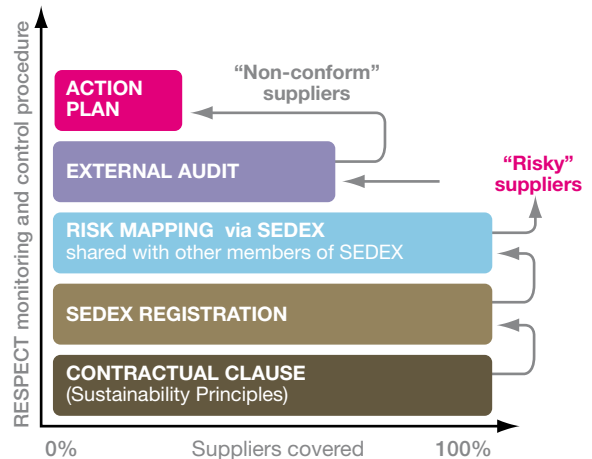 “Non-conform”
suppliers
ACTION
PLAN
EXTERNAL AUDIT
“Risky”
suppliers
RISK MAPPING via SEDEX
shared with other members of SEDEX
SEDEX REGISTRATION
CONTRACTUAL CLAUSE
(Sustainability Principles)
RESPECT monitoring and control procedure
0% Suppliers covered 100%